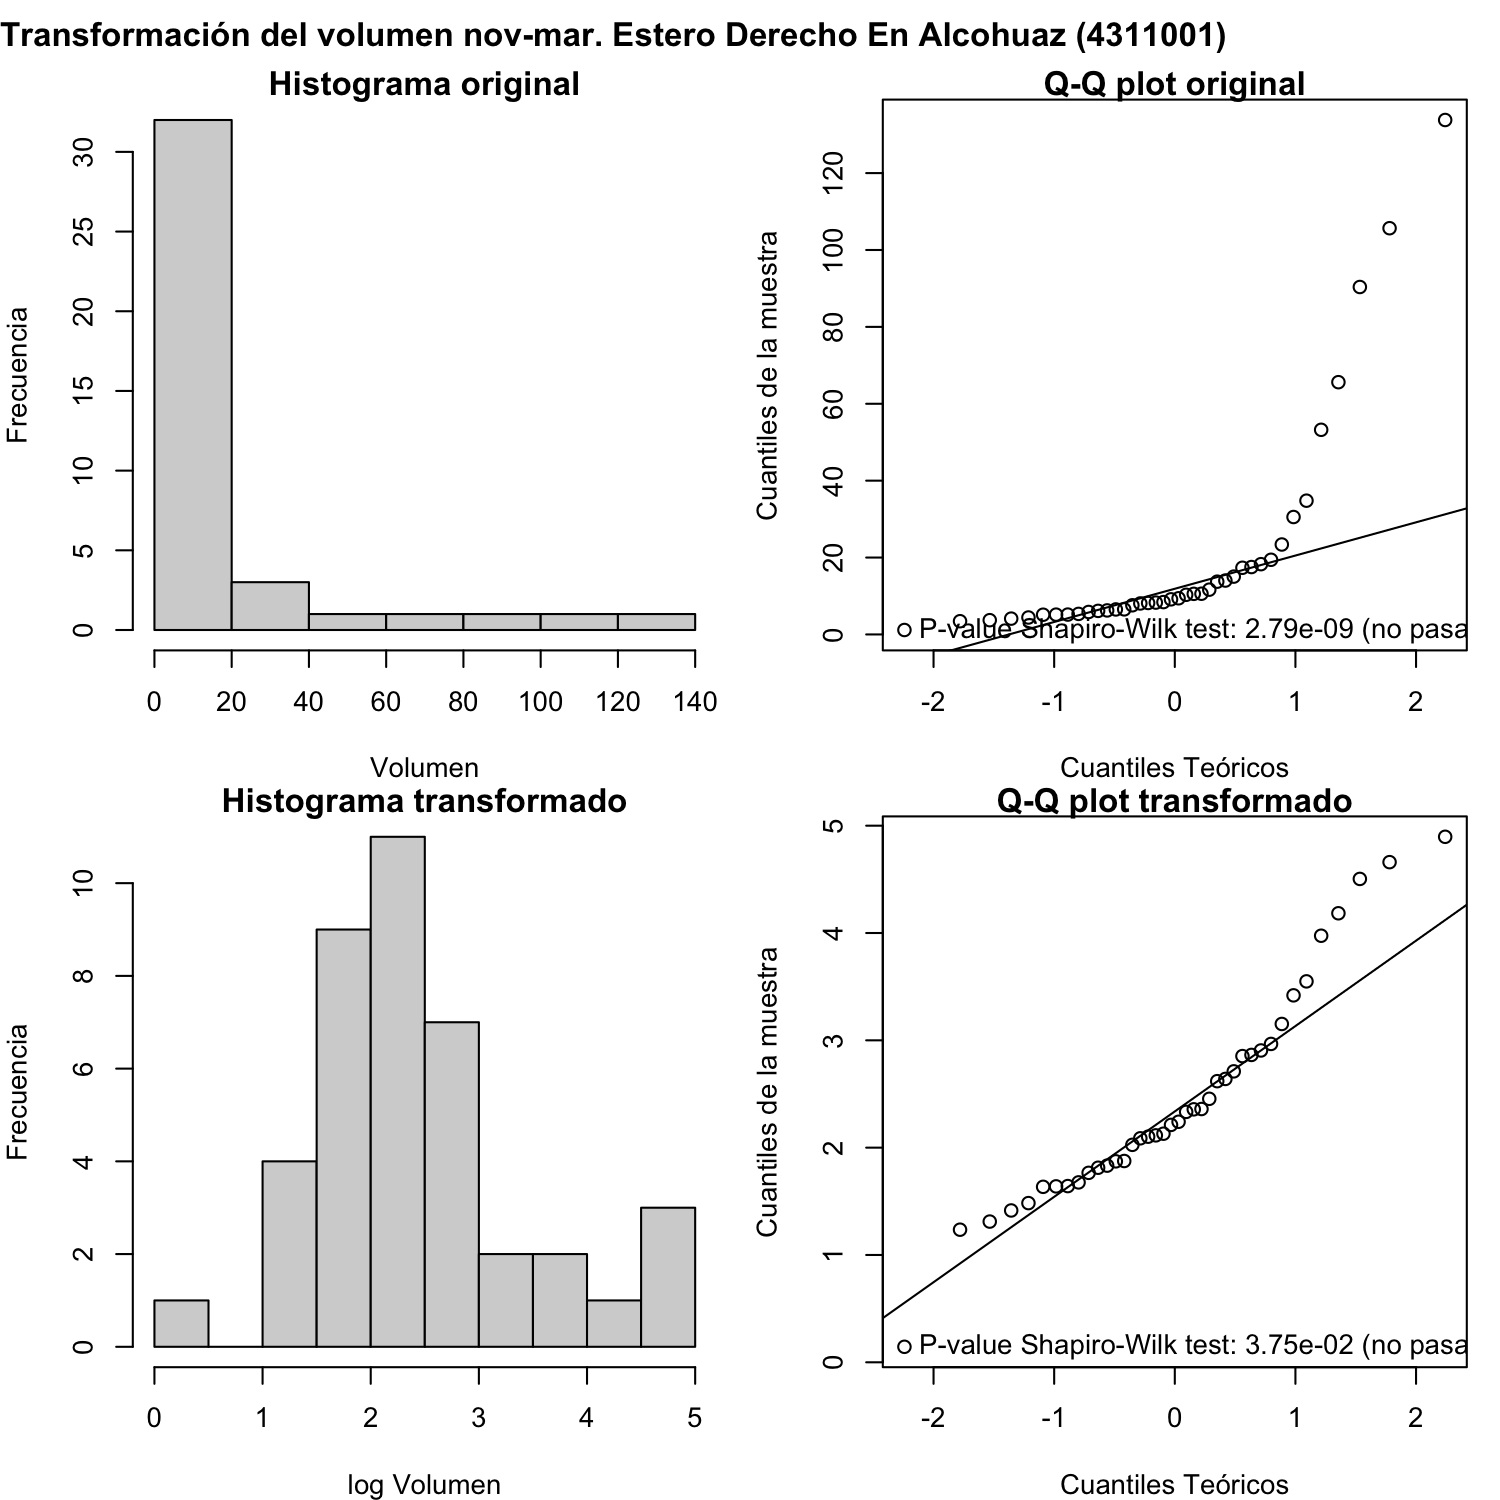 Transformación del volumen nov-mar. Estero Derecho En Alcohuaz (4311001)
Histograma original
Frecuencia
0 5 10 15 20 25 30
0 20 40 60 80 100 120 140
Volumen
Q-Q plot original
Cuantiles de la muestra
0 20 40 60 80 100 120
P-value Shapiro-Wilk test: 2.79e-09 (no pasa
-2 -1 0 1 2
Cuantiles Teóricos
Histograma transformado
Frecuencia
0 2 4 6 8 10
0 1 2 3 4 5
log Volumen
Q-Q plot transformado
Cuantiles de la muestra
0 1 2 3 4 5
P-value Shapiro-Wilk test: 3.75e-02 (no pasa
-2 -1 0 1 2
Cuantiles Teóricos